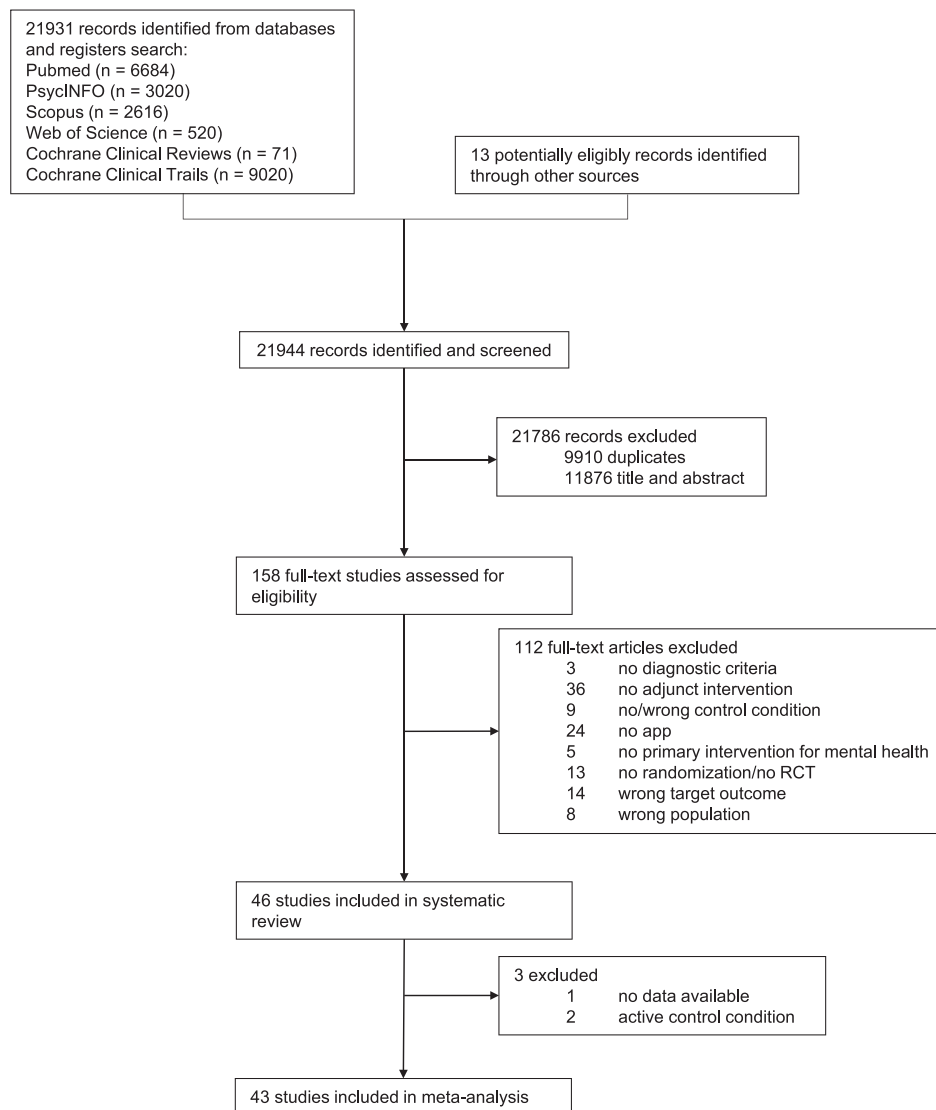 21931 records identified from databases
and registers search:
Pubmed (n = 6684)
PsycINFO (n = 3020)
Scopus (n = 2616)
Web of Science (n = 520)
Cochrane Clinical Reviews (n = 71)
Cochrane Clinical Trails (n = 9020)
13 potentially eligibly records identified
through other sources
21944 records identified and screened
21786 records excluded
9910 duplicates
11876 title and abstract
158 full-text studies assessed for
eligibility
112 full-text articles excluded
3 no diagnostic criteria
36 no adjunct intervention
9 no/wrong control condition
24 no app
5 no primary intervention for mental health
13 no randomization/no RCT
14 wrong target outcome
8 wrong population
46 studies included in systematic
review
3 excluded
1 no data available
2 active control condition
43 studies included in meta-analysis